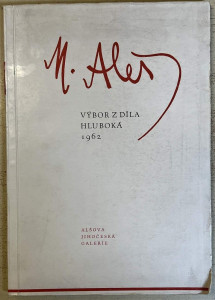 M. Aleš
VÝBOR Z DÍLA
HLUBOKÁ
1962
ALŠOVA
JIHOČESKÁ
GALERIE